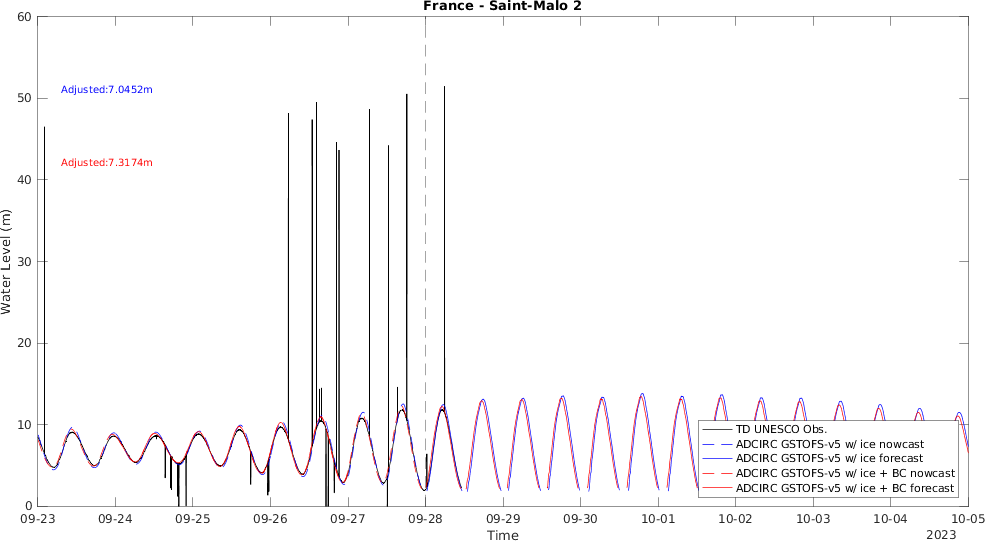 France - Saint-Malo 2
60
50
40
30
20
10
0
Water Level (m)
Adjusted:7.0452m
Adjusted:7.3174m
TD UNESCO Obs.
ADCIRC GSTOFS-v5 w/ ice nowcast
ADCIRC GSTOFS-v5 w/ ice forecast
ADCIRC GSTOFS-v5 w/ ice + BC nowcast
ADCIRC GSTOFS-v5 w/ ice + BC forecast
09-23 09-24 09-25 09-26 09-27 09-28 09-29 09-30 10-01 10-02 10-03 10-04 10-05
Time
2023